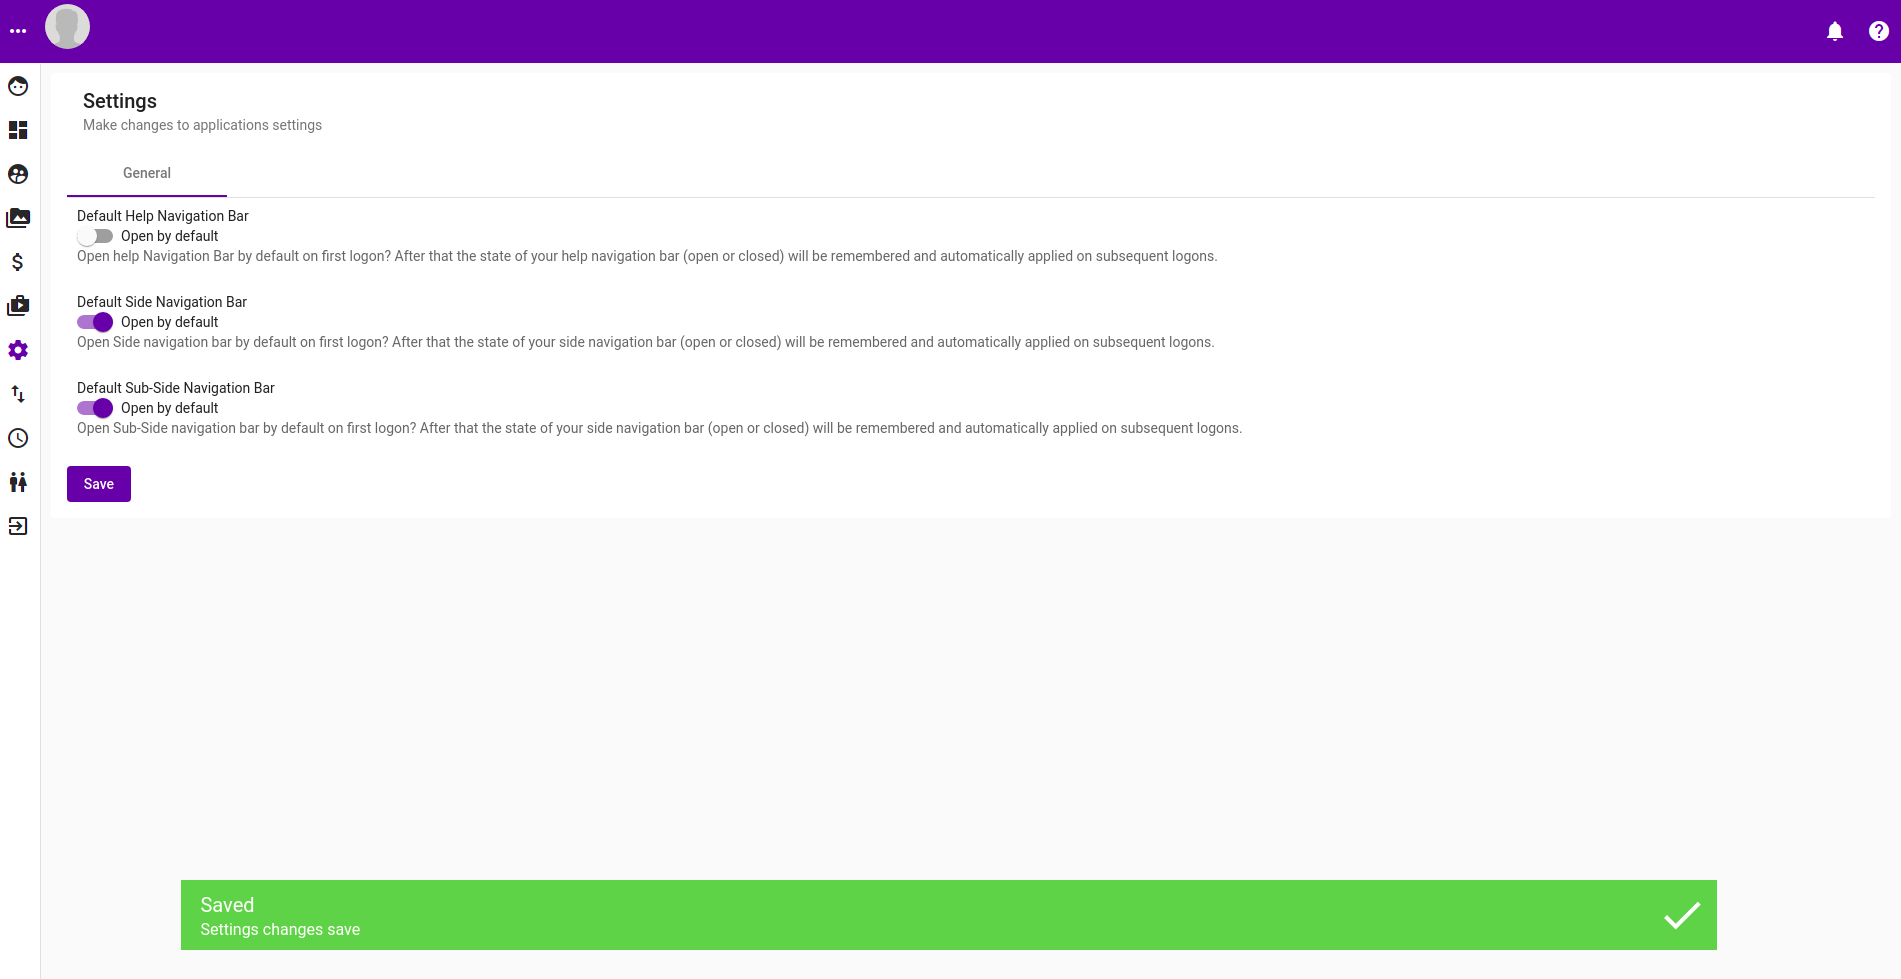 Settings
Make changes to applications settings
General
Default Help Navigation Bar
Open by default
Open help Navigation Bar by default on first logon? After that the state of your help navigation bar (open or closed) will be remembered and automatically applied on subsequent logons.
Default Side Navigation Bar
Open by default
Open Side navigation bar by default on first logon? After that the state of your side navigation bar (open or closed) will be remembered and automatically applied on subsequent logons.
Default Sub-Side Navigation Bar
Open by default
Open Sub-Side navigation bar by default on first logon? After that the state of your side navigation bar (open or closed) will be remembered and automatically applied on subsequent logons.
Save
Saved
Settings changes save